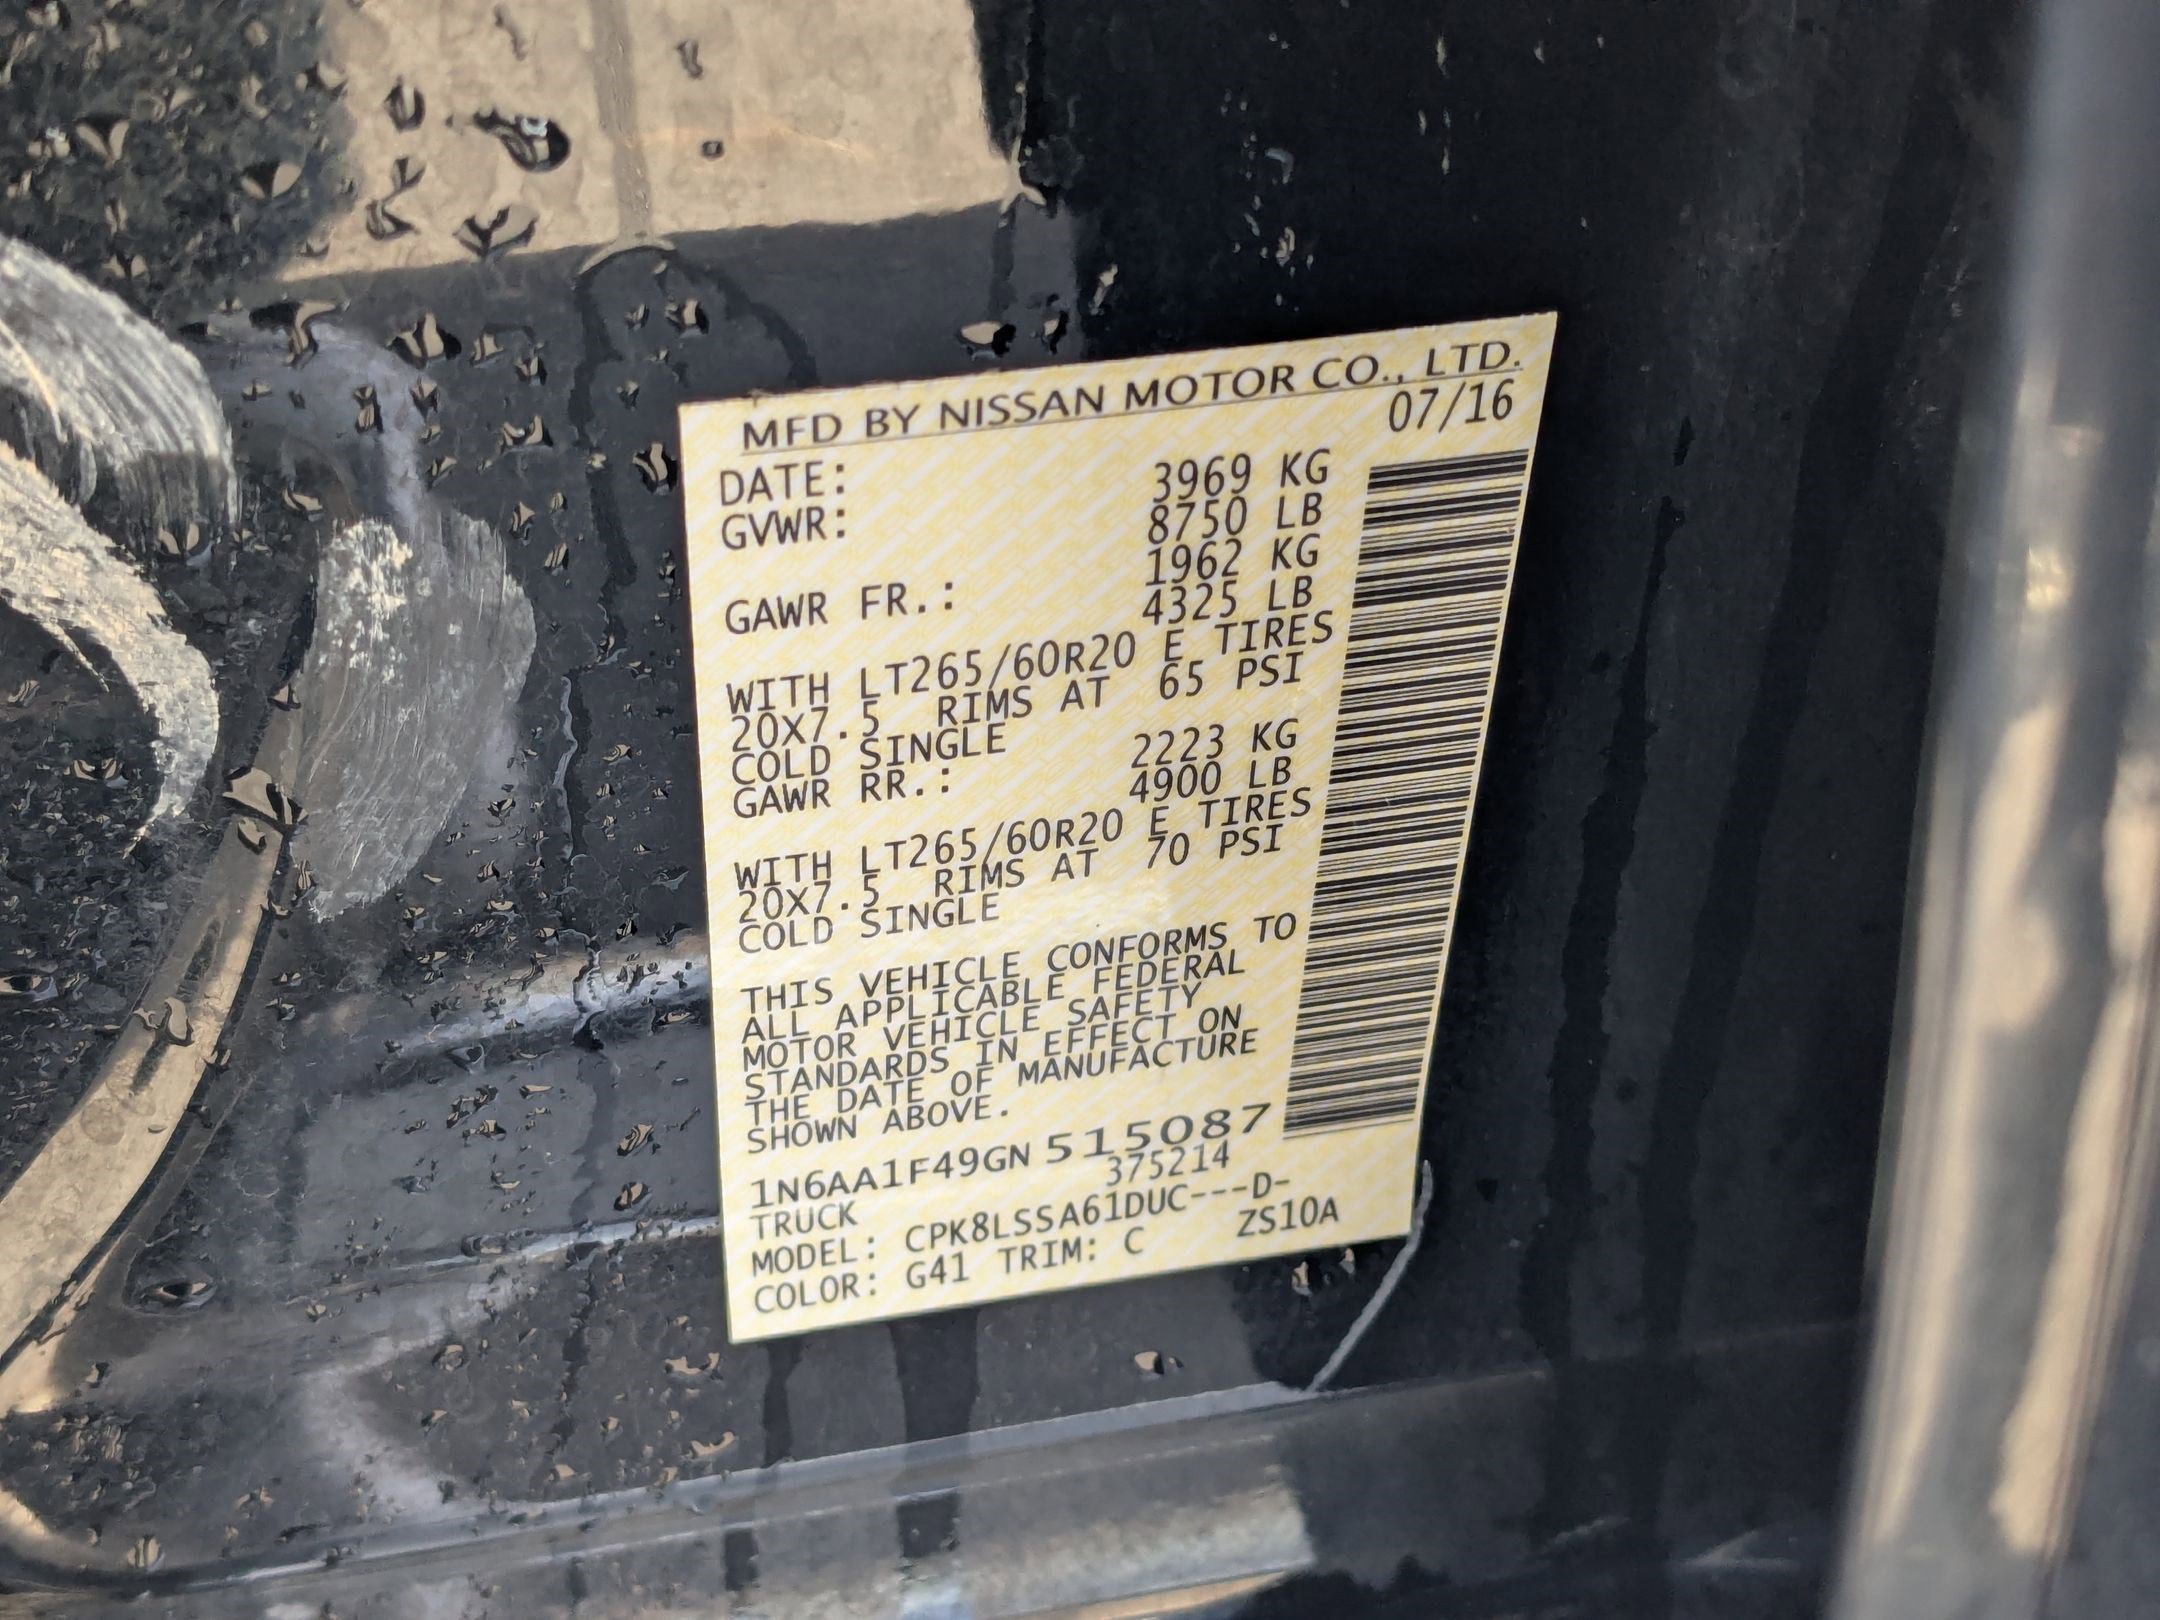 MFD BY NISSAN MOTOR CO., LTD.
DATE: 07/16
GVWR: 3969 KG
8750 LB
GAWR FR.: 1962 KG
4325 LB
WITH LT265/60R20 E TIRES
20X7.5 RIMS AT 65 PSI
COLD SINGLE
GAWR RR.: 2223 KG
4900 LB
WITH LT265/60R20 E TIRES
20X7.5 RIMS AT 70 PSI
COLD SINGLE
THIS VEHICLE CONFORMS TO
ALL APPLICABLE FEDERAL
MOTOR VEHICLE SAFETY
STANDARDS IN EFFECT ON
THE DATE OF MANUFACTURE
SHOWN ABOVE.
1N6AA1F49GN 515087
TRUCK 375214
MODEL: CPK8LSSA61DUC---D-
COLOR: G41 TRIM: C ZS10A